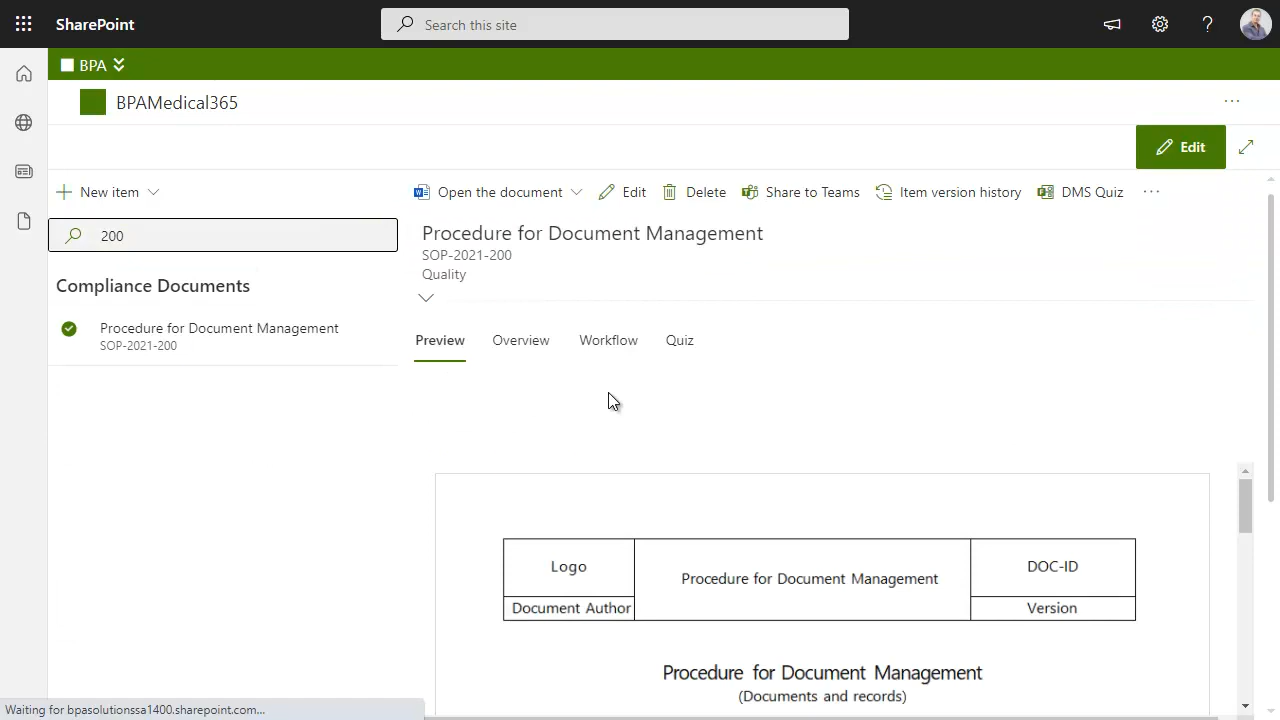 SharePoint
Search this site
BPA
BPAMedical365
Edit
New item
Open the document
Edit
Delete
Share to Teams
Item version history
DMS Quiz
200
Procedure for Document Management
SOP-2021-200
Quality
Compliance Documents
Procedure for Document Management
SOP-2021-200
Preview
Overview
Workflow
Quiz
Logo
Procedure for Document Management
DOC-ID
Document Author
Version
Procedure for Document Management
(Documents and records)
Waiting for bpasolutionssa1400.sharepoint.com...